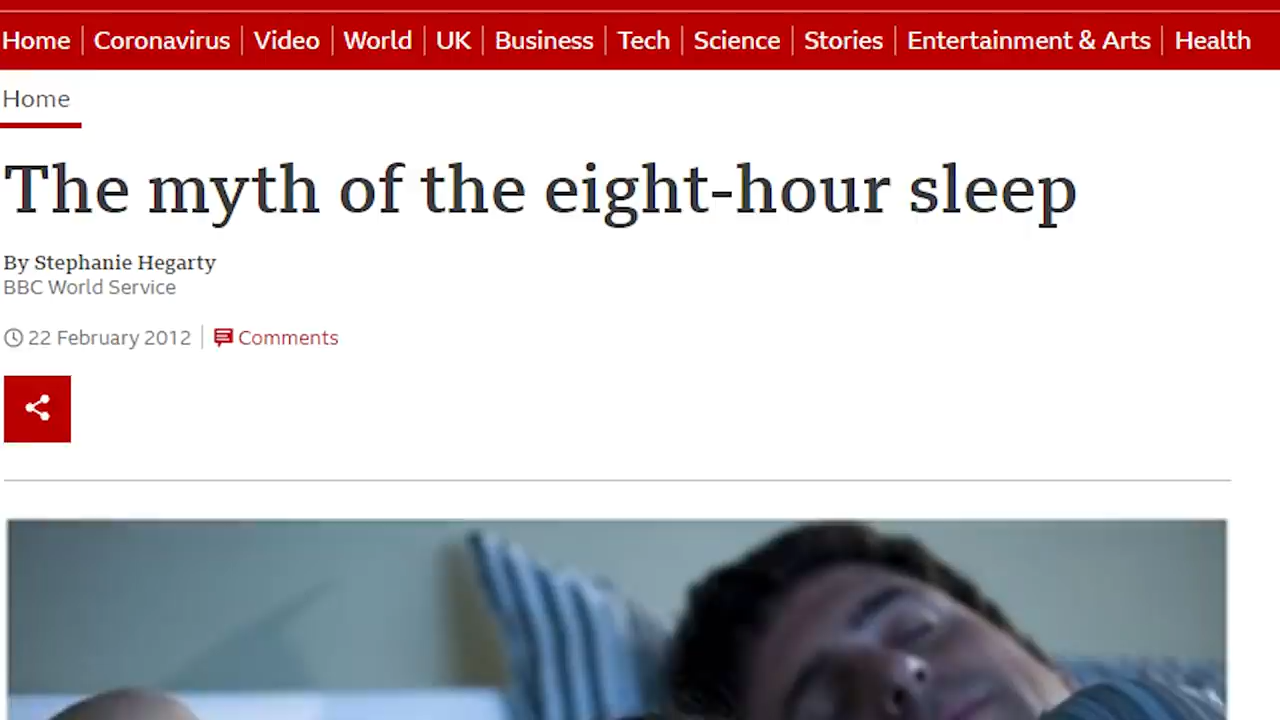 Home Coronavirus Video World UK Business Tech Science Stories Entertainment & Arts Health
Home
The myth of the eight-hour sleep
By Stephanie Hegarty
BBC World Service
22 February 2012 Comments